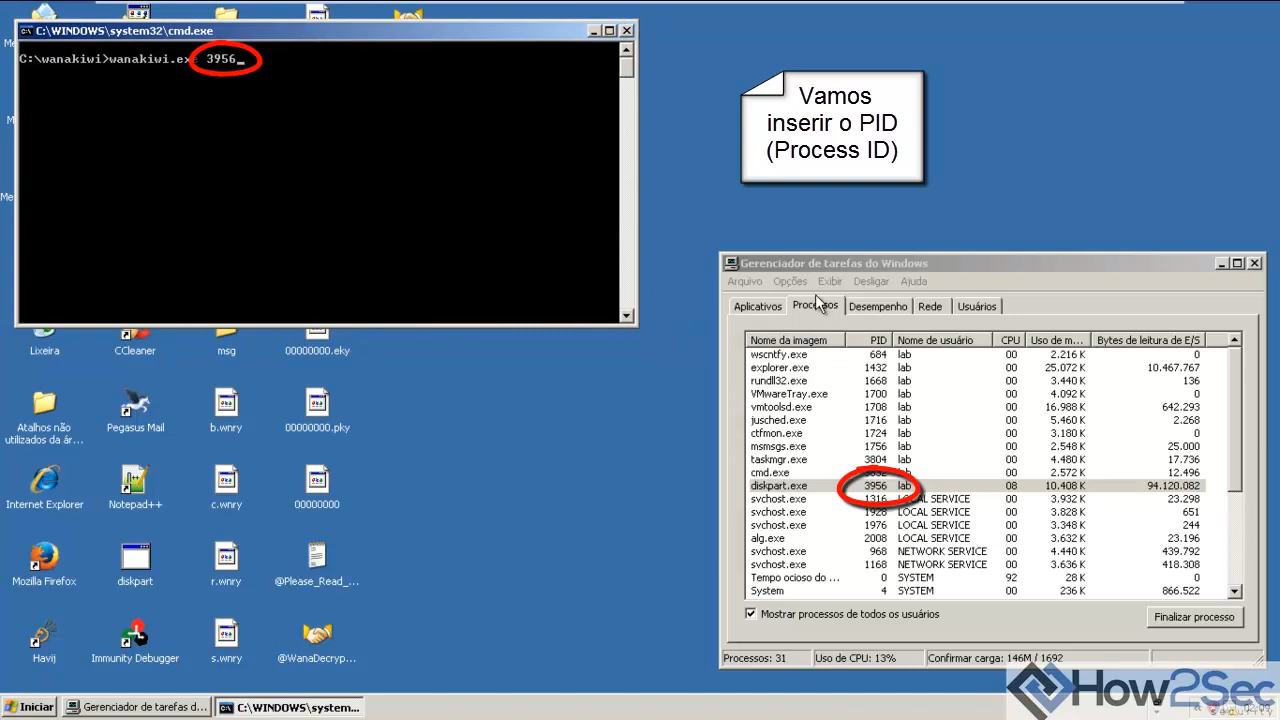 C:\WINDOWS\system32\cmd.exe
C:\wanakiwi>wanakiwi.exe 3956_
Vamos
inserir o PID
(Process ID)
Gerenciador de tarefas do Windows
Arquivo Opções Exibir Desligar Ajuda
Aplicativos Processos Desempenho Rede Usuários
Nome da imagem PID Nome de usuário CPU Uso de m... Bytes de leitura de E/S
wscntfy.exe 684 lab 00 2.216 K 0
explorer.exe 1432 lab 00 25.072 K 10.467.767
rundll32.exe 1668 lab 00 3.440 K 136
VMwareTray.exe 1700 lab 00 4.092 K 0
vmtoolsd.exe 1708 lab 00 16.988 K 642.293
jusched.exe 1716 lab 00 5.460 K 2.268
ctfmon.exe 1724 lab 00 3.180 K 0
msmsgs.exe 1756 lab 00 2.548 K 25.000
taskmgr.exe 3804 lab 00 4.480 K 17.736
cmd.exe lab 00 2.572 K 12.496
diskpart.exe 3956 lab 08 10.408 K 94.120.082
svchost.exe 1316 LOCAL SERVICE 00 3.932 K 23.298
svchost.exe 1928 LOCAL SERVICE 00 3.828 K 651
svchost.exe 1976 LOCAL SERVICE 00 3.348 K 244
alg.exe 2008 LOCAL SERVICE 00 3.632 K 23.196
svchost.exe 968 NETWORK SERVICE 00 4.440 K 439.792
svchost.exe 1168 NETWORK SERVICE 00 3.636 K 418.308
Tempo ocioso do ... 0 SYSTEM 92 28 K 0
System 4 SYSTEM 00 236 K 866.522
Mostrar processos de todos os usuários
Finalizar processo
Processos: 31 Uso de CPU: 13% Confirmar carga: 146M / 1692
Lixeira CCleaner msg 00000000.eky
Atalhos não
utilizados da ár... Pegasus Mail b.wnry 00000000.pky
Internet Explorer Notepad++ c.wnry 00000000
Mozilla Firefox diskpart r.wnry @Please_Read_...
Havij Immunity Debugger s.wnry @WanaDecryp...
Iniciar Gerenciador de tarefas d... C:\WINDOWS\system...
How2Sec
Security
02:09